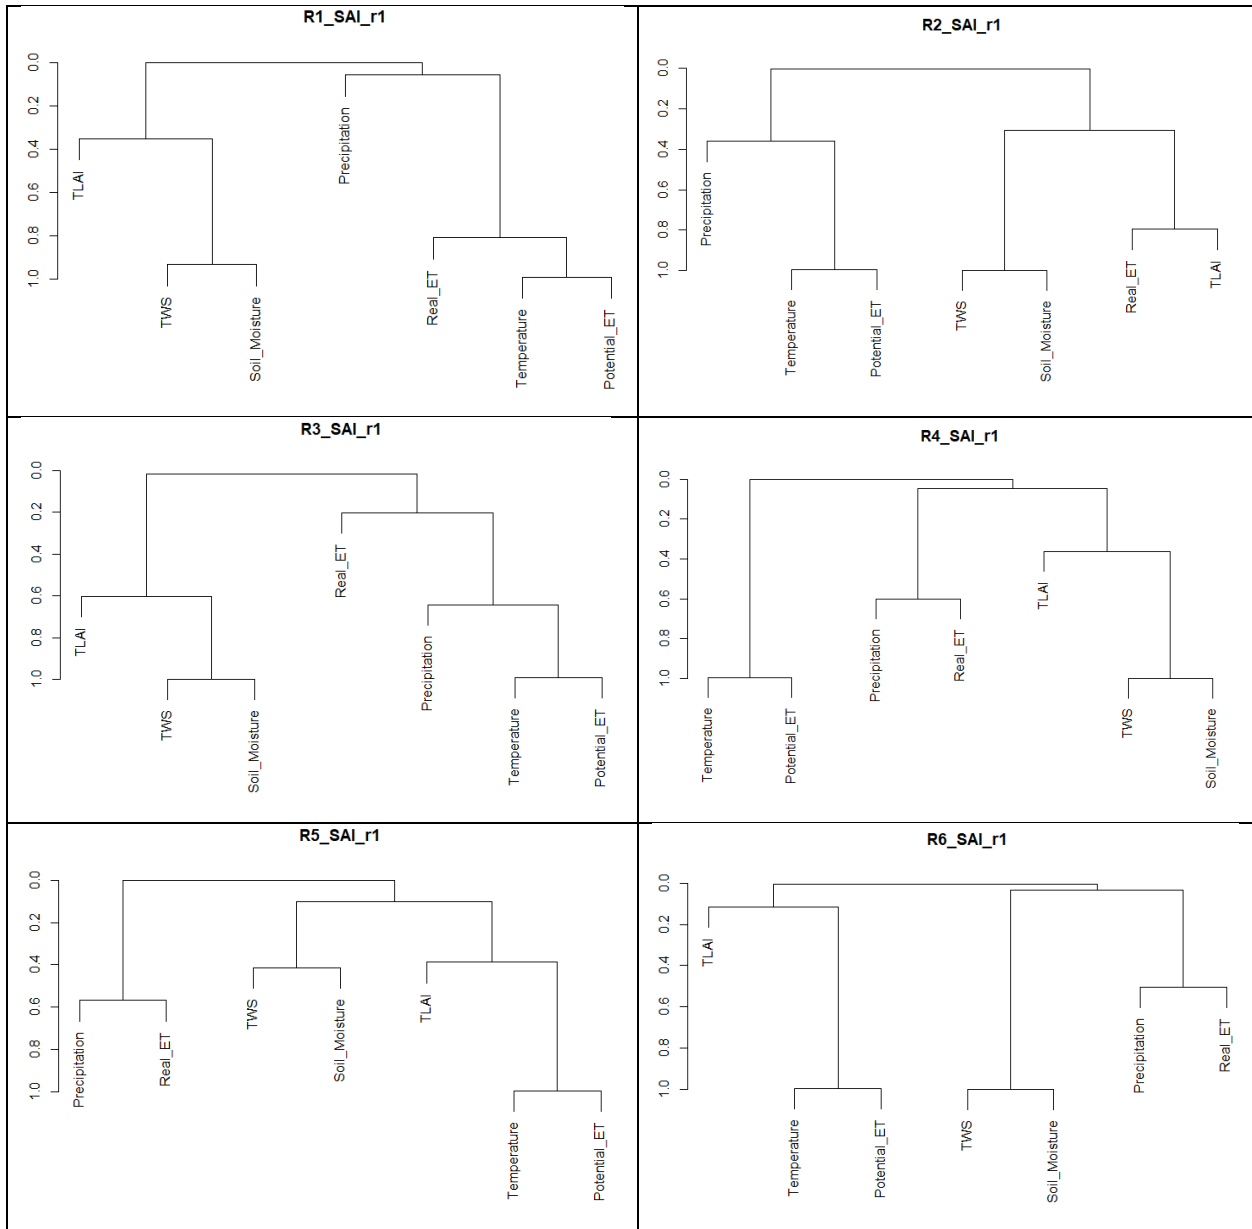 R1_SAI_r1
0.0
0.2
0.4
0.6
0.8
1.0
TLAI
TWS
Soil_Moisture
Precipitation
Real_ET
Temperature
Potential_ET
R2_SAI_r1
0.0
0.2
0.4
0.6
0.8
1.0
Precipitation
Temperature
Potential_ET
TWS
Soil_Moisture
Real_ET
TLAI
R3_SAI_r1
0.0
0.2
0.4
0.6
0.8
1.0
TLAI
TWS
Soil_Moisture
Real_ET
Precipitation
Temperature
Potential_ET
R4_SAI_r1
0.0
0.2
0.4
0.6
0.8
1.0
Temperature
Potential_ET
Precipitation
Real_ET
TLAI
TWS
Soil_Moisture
R5_SAI_r1
0.0
0.2
0.4
0.6
0.8
1.0
Precipitation
Real_ET
TWS
Soil_Moisture
TLAI
Temperature
Potential_ET
R6_SAI_r1
0.0
0.2
0.4
0.6
0.8
1.0
TLAI
Temperature
Potential_ET
TWS
Soil_Moisture
Precipitation
Real_ET